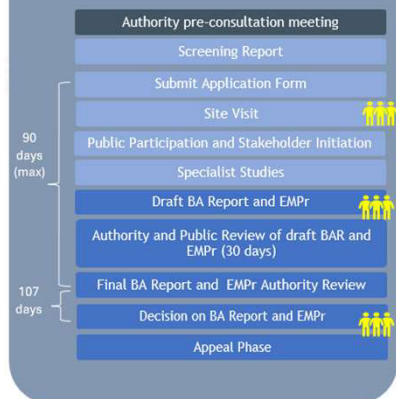 Authority pre-consultation meeting
Screening Report
Submit Application Form
Site Visit
90
days
(max)
Public Participation and Stakeholder Initiation
Specialist Studies
Draft BA Report and EMPr
Authority and Public Review of draft BAR and
EMPr (30 days)
Final BA Report and EMPr Authority Review
107
days
Decision on BA Report and EMPr
Appeal Phase